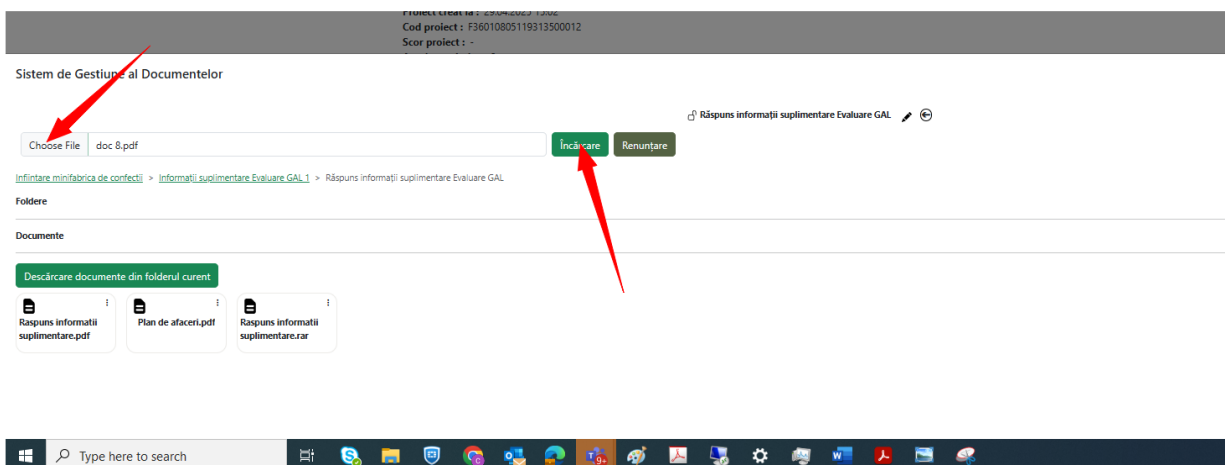 Proiect creat la : 29.04.2025 15:02
Cod proiect : F36010805119313500012
Scor proiect : -
Sistem de Gestiune al Documentelor
Răspuns informații suplimentare Evaluare GAL
Choose File doc 8.pdf Încărcare Renunțare
Infiintare minifabrica de confectii > Informații suplimentare Evaluare GAL 1 > Răspuns informații suplimentare Evaluare GAL
Foldere
Documente
Descărcare documente din folderul curent
Raspuns informatii suplimentare.pdf
Plan de afaceri.pdf
Raspuns informatii suplimentare.rar
Type here to search